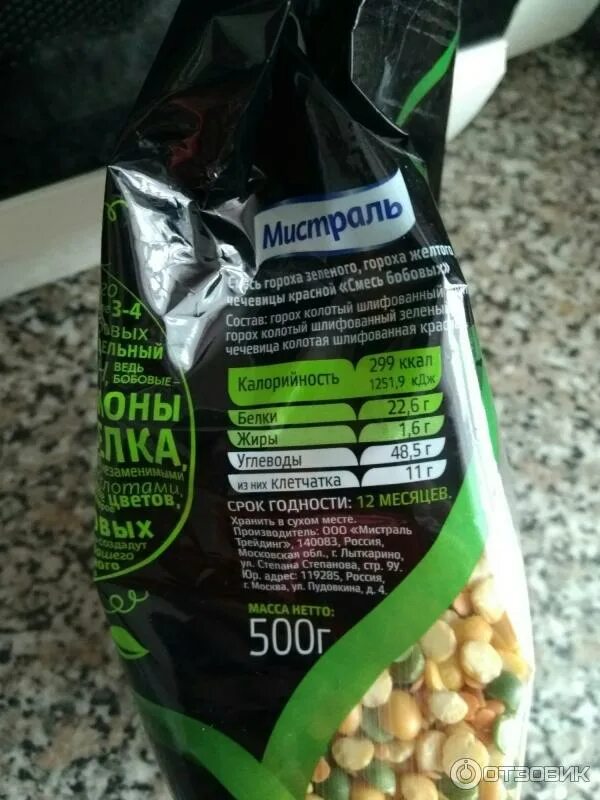 Мистраль
Смесь гороха зеленого, гороха желтого,
чечевицы красной «Смесь бобовых»
Состав: горох колотый шлифованный
горох колотый шлифованный зеленый
чечевица колотая шлифованная
Калорийность 299 ккал
1251,9 кДж
Белки 22,6 г
Жиры 1,6 г
Углеводы 48,5 г
из них клетчатка 11 г
СРОК ГОДНОСТИ: 12 МЕСЯЦЕВ.
Хранить в сухом месте.
Производитель: ООО «Мистраль
Трейдинг», 140083, Россия,
Московская обл., г. Лыткарино,
ул. Степана Степанова, стр. 9У.
Юр. адрес: 119285, Россия,
г. Москва, ул. Пудовкина, д. 4.
МАССА НЕТТО:
500г
3-4
ВЕДЬ
БОБОВЫЕ –
ЕЛКА,
незаменимыми
цветов,
создадут
ОТЗОВИК